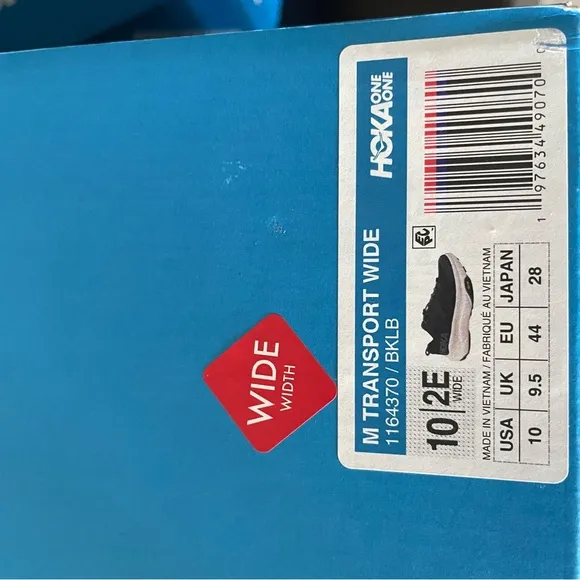 WIDE
WIDTH
HOKA ONE ONE
M TRANSPORT WIDE
1164370 / BKLB
10 2E
WIDE
MADE IN VIETNAM / FABRIQUÉ AU VIETNAM
USA UK EU JAPAN
10 9.5 44 28
1 97634 49070 0